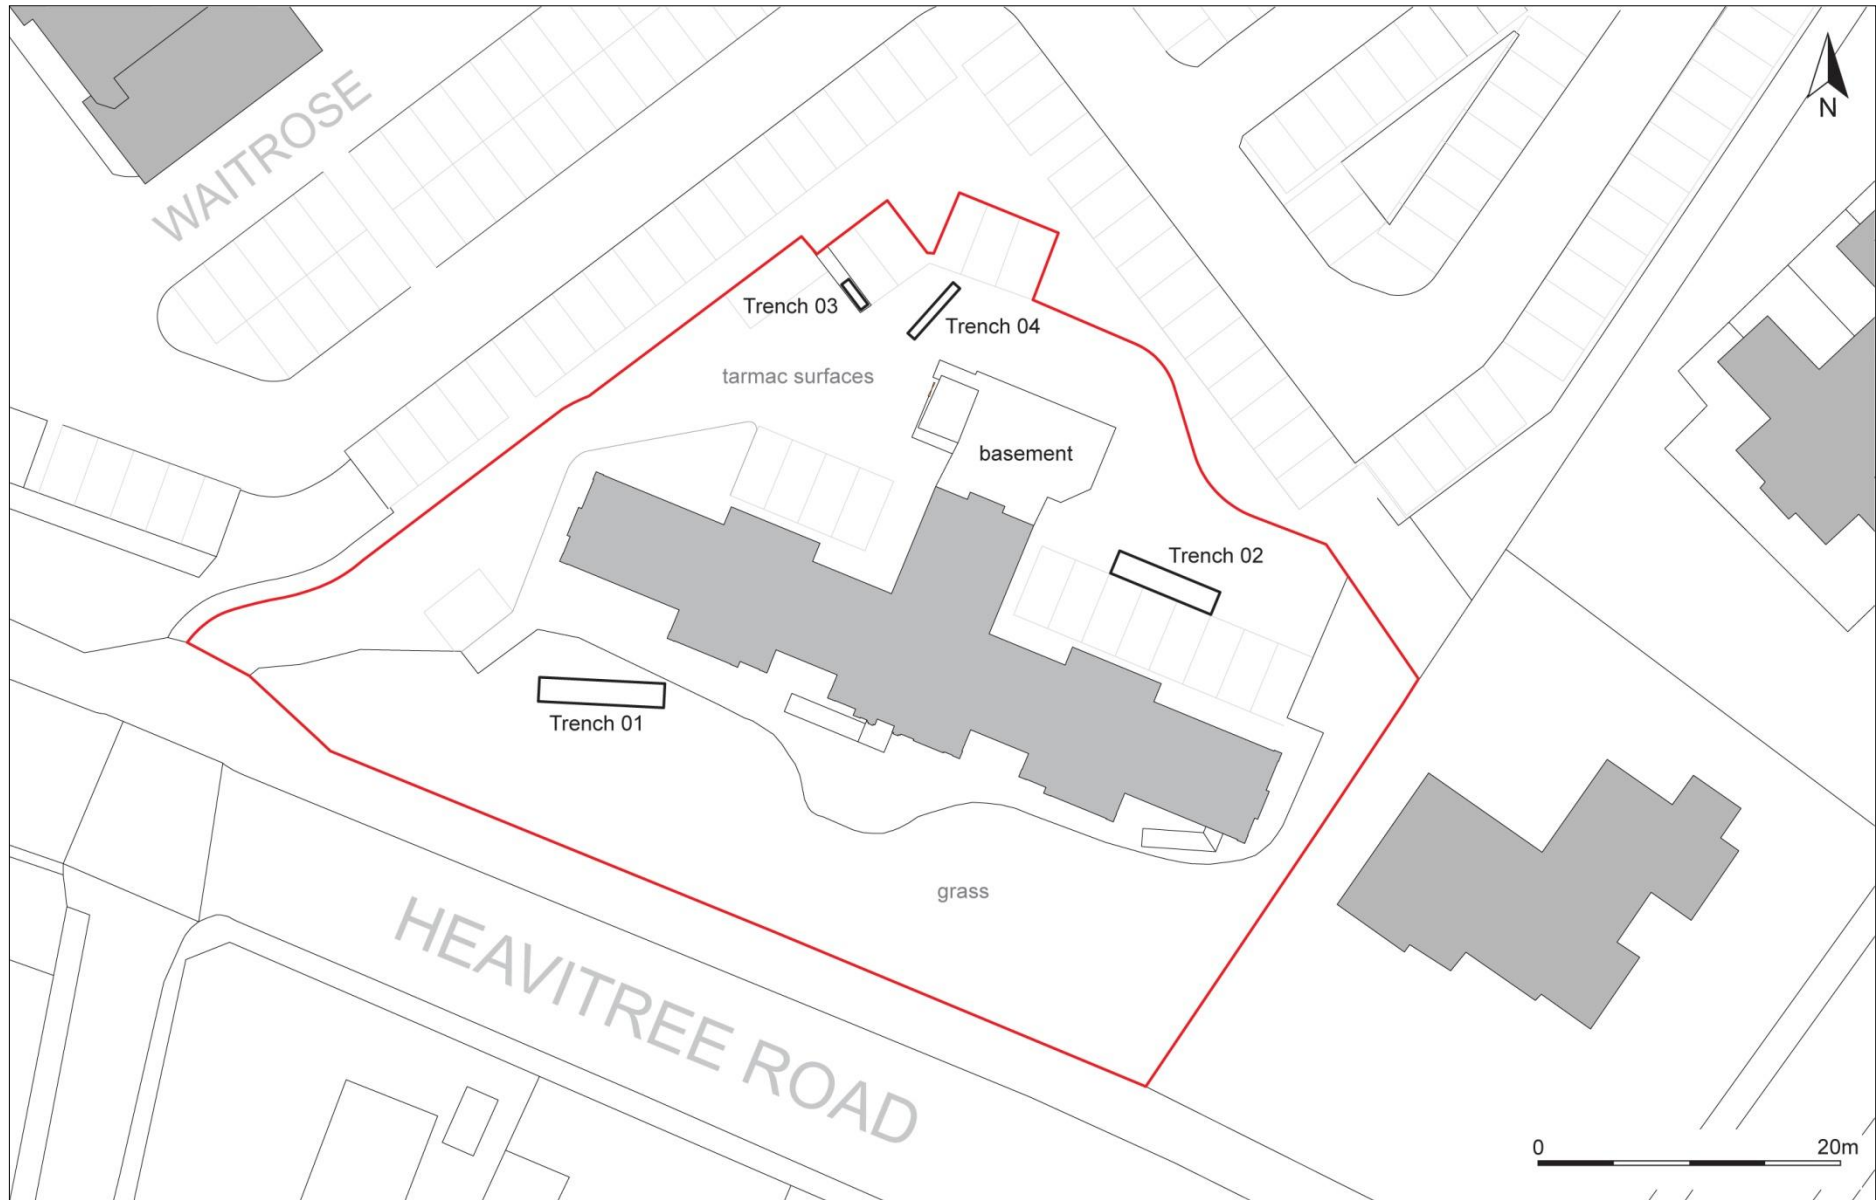 WAITROSE
N
Trench 03
Trench 04
tarmac surfaces
basement
Trench 02
Trench 01
grass
HEAVITREE ROAD
0 20m